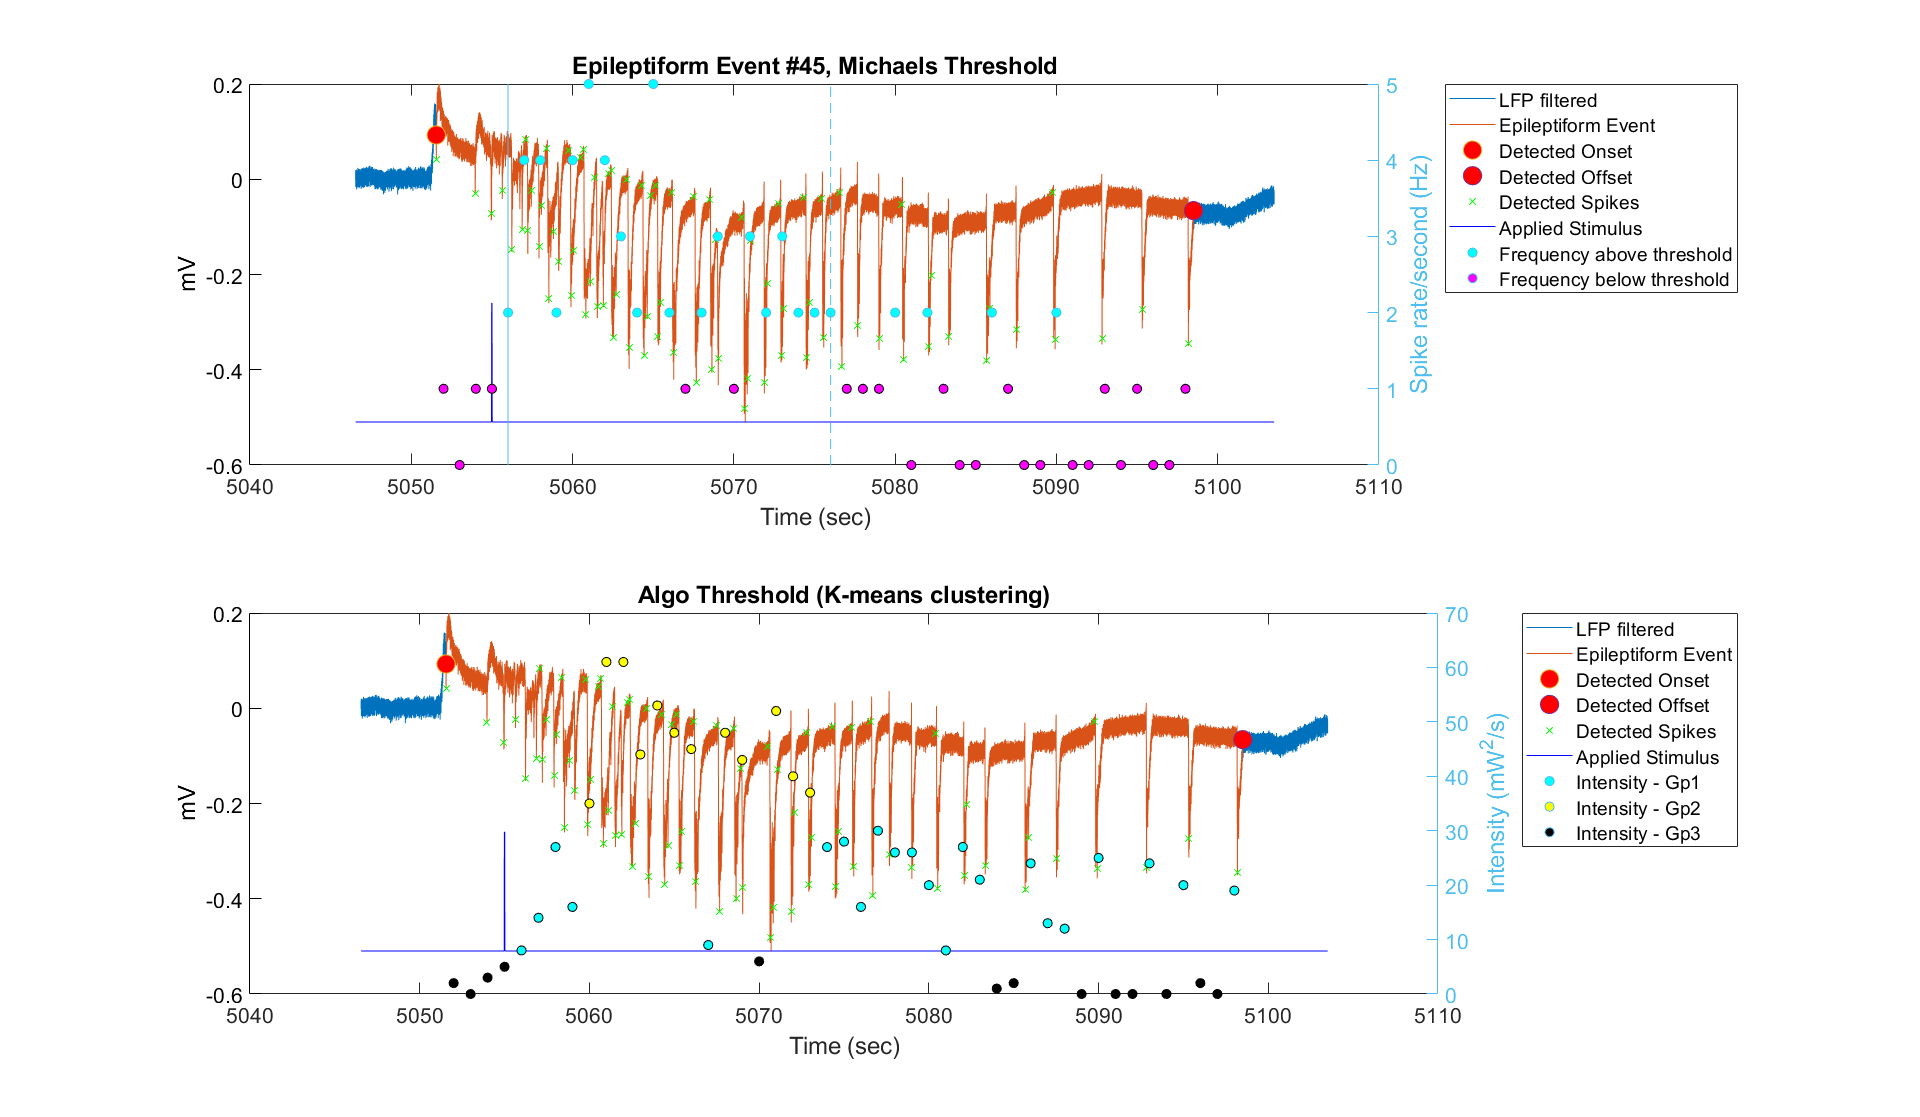 Epileptiform Event #45, Michaels Threshold
0.2
0
-0.2
-0.4
-0.6
mV
5
4
3
2
1
0
Spike rate/second (Hz)
5040 5050 5060 5070 5080 5090 5100 5110
Time (sec)
LFP filtered
Epileptiform Event
Detected Onset
Detected Offset
Detected Spikes
Applied Stimulus
Frequency above threshold
Frequency below threshold
Algo Threshold (K-means clustering)
0.2
0
-0.2
-0.4
-0.6
mV
70
60
50
40
30
20
10
0
Intensity (mW²/s)
5040 5050 5060 5070 5080 5090 5100 5110
Time (sec)
LFP filtered
Epileptiform Event
Detected Onset
Detected Offset
Detected Spikes
Applied Stimulus
Intensity - Gp1
Intensity - Gp2
Intensity - Gp3